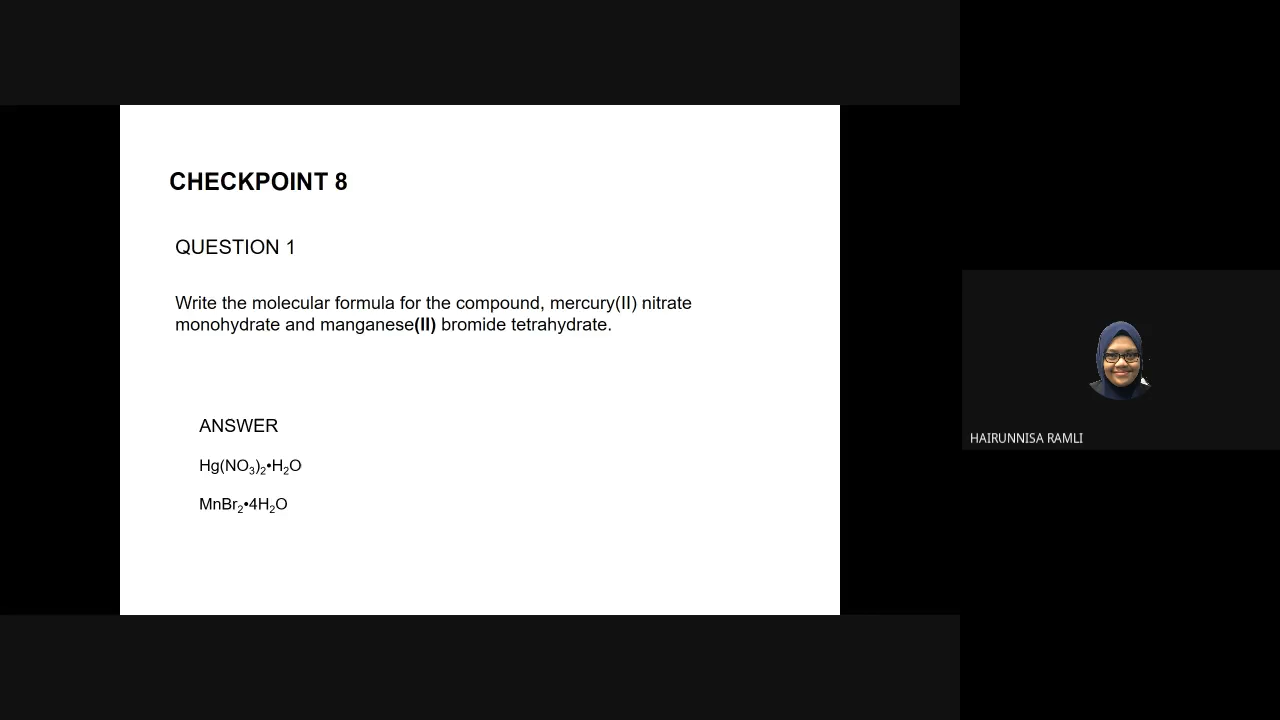 CHECKPOINT 8
QUESTION 1
Write the molecular formula for the compound, mercury(II) nitrate
monohydrate and manganese(II) bromide tetrahydrate.
ANSWER
Hg(NO₃)₂•H₂O
MnBr₂•4H₂O
HAIRUNNISA RAMLI